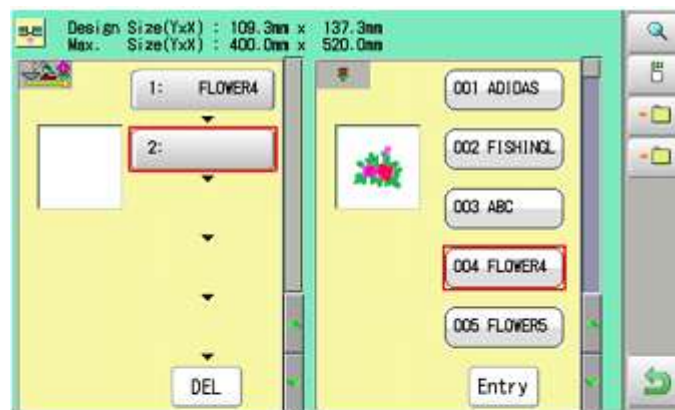 Design Size(YxX) : 109.3mm x 137.3mm
Max. Size(YxX) : 400.0mm x 520.0mm
1: FLOWER4
2:
DEL
001 ADIDAS
002 FISHINGL
003 ABC
004 FLOWER4
005 FLOWER5
Entry